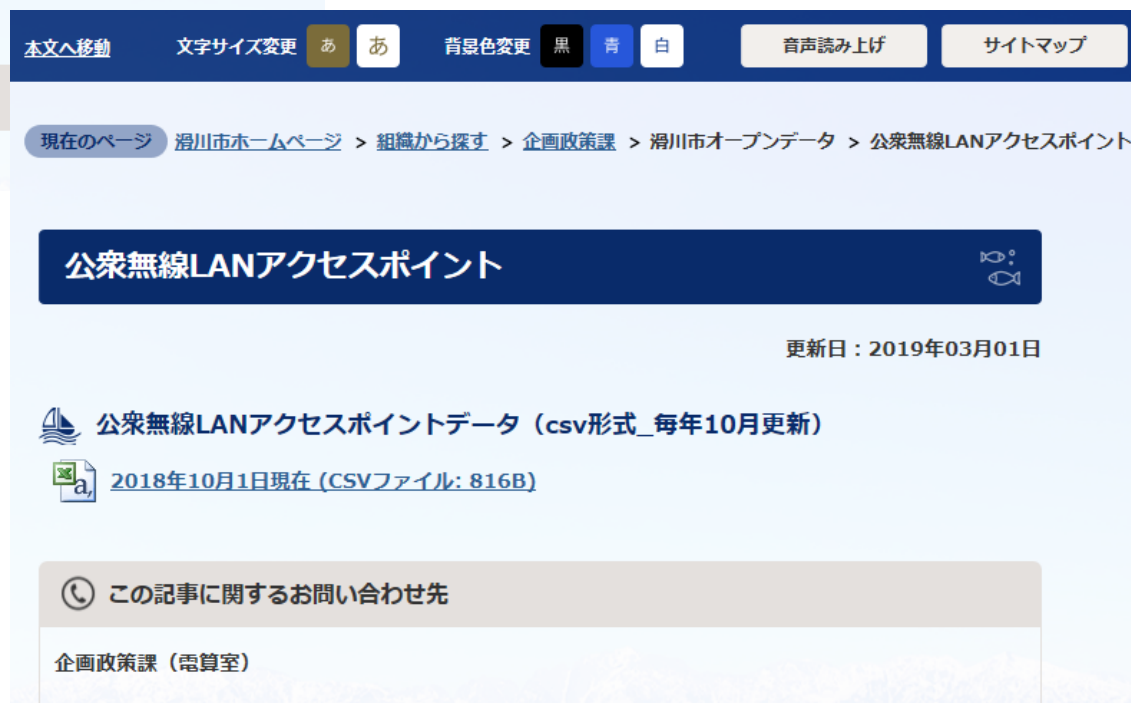 本文へ移動 文字サイズ変更 あ あ 背景色変更 黒 青 白 音声読み上げ サイトマップ
現在のページ 滑川市ホームページ > 組織から探す > 企画政策課 > 滑川市オープンデータ > 公衆無線LANアクセスポイント
公衆無線LANアクセスポイント
更新日：2019年03月01日
公衆無線LANアクセスポイントデータ（csv形式_毎年10月更新）
2018年10月1日現在 (CSVファイル: 816B)
この記事に関するお問い合わせ先
企画政策課（電算室）